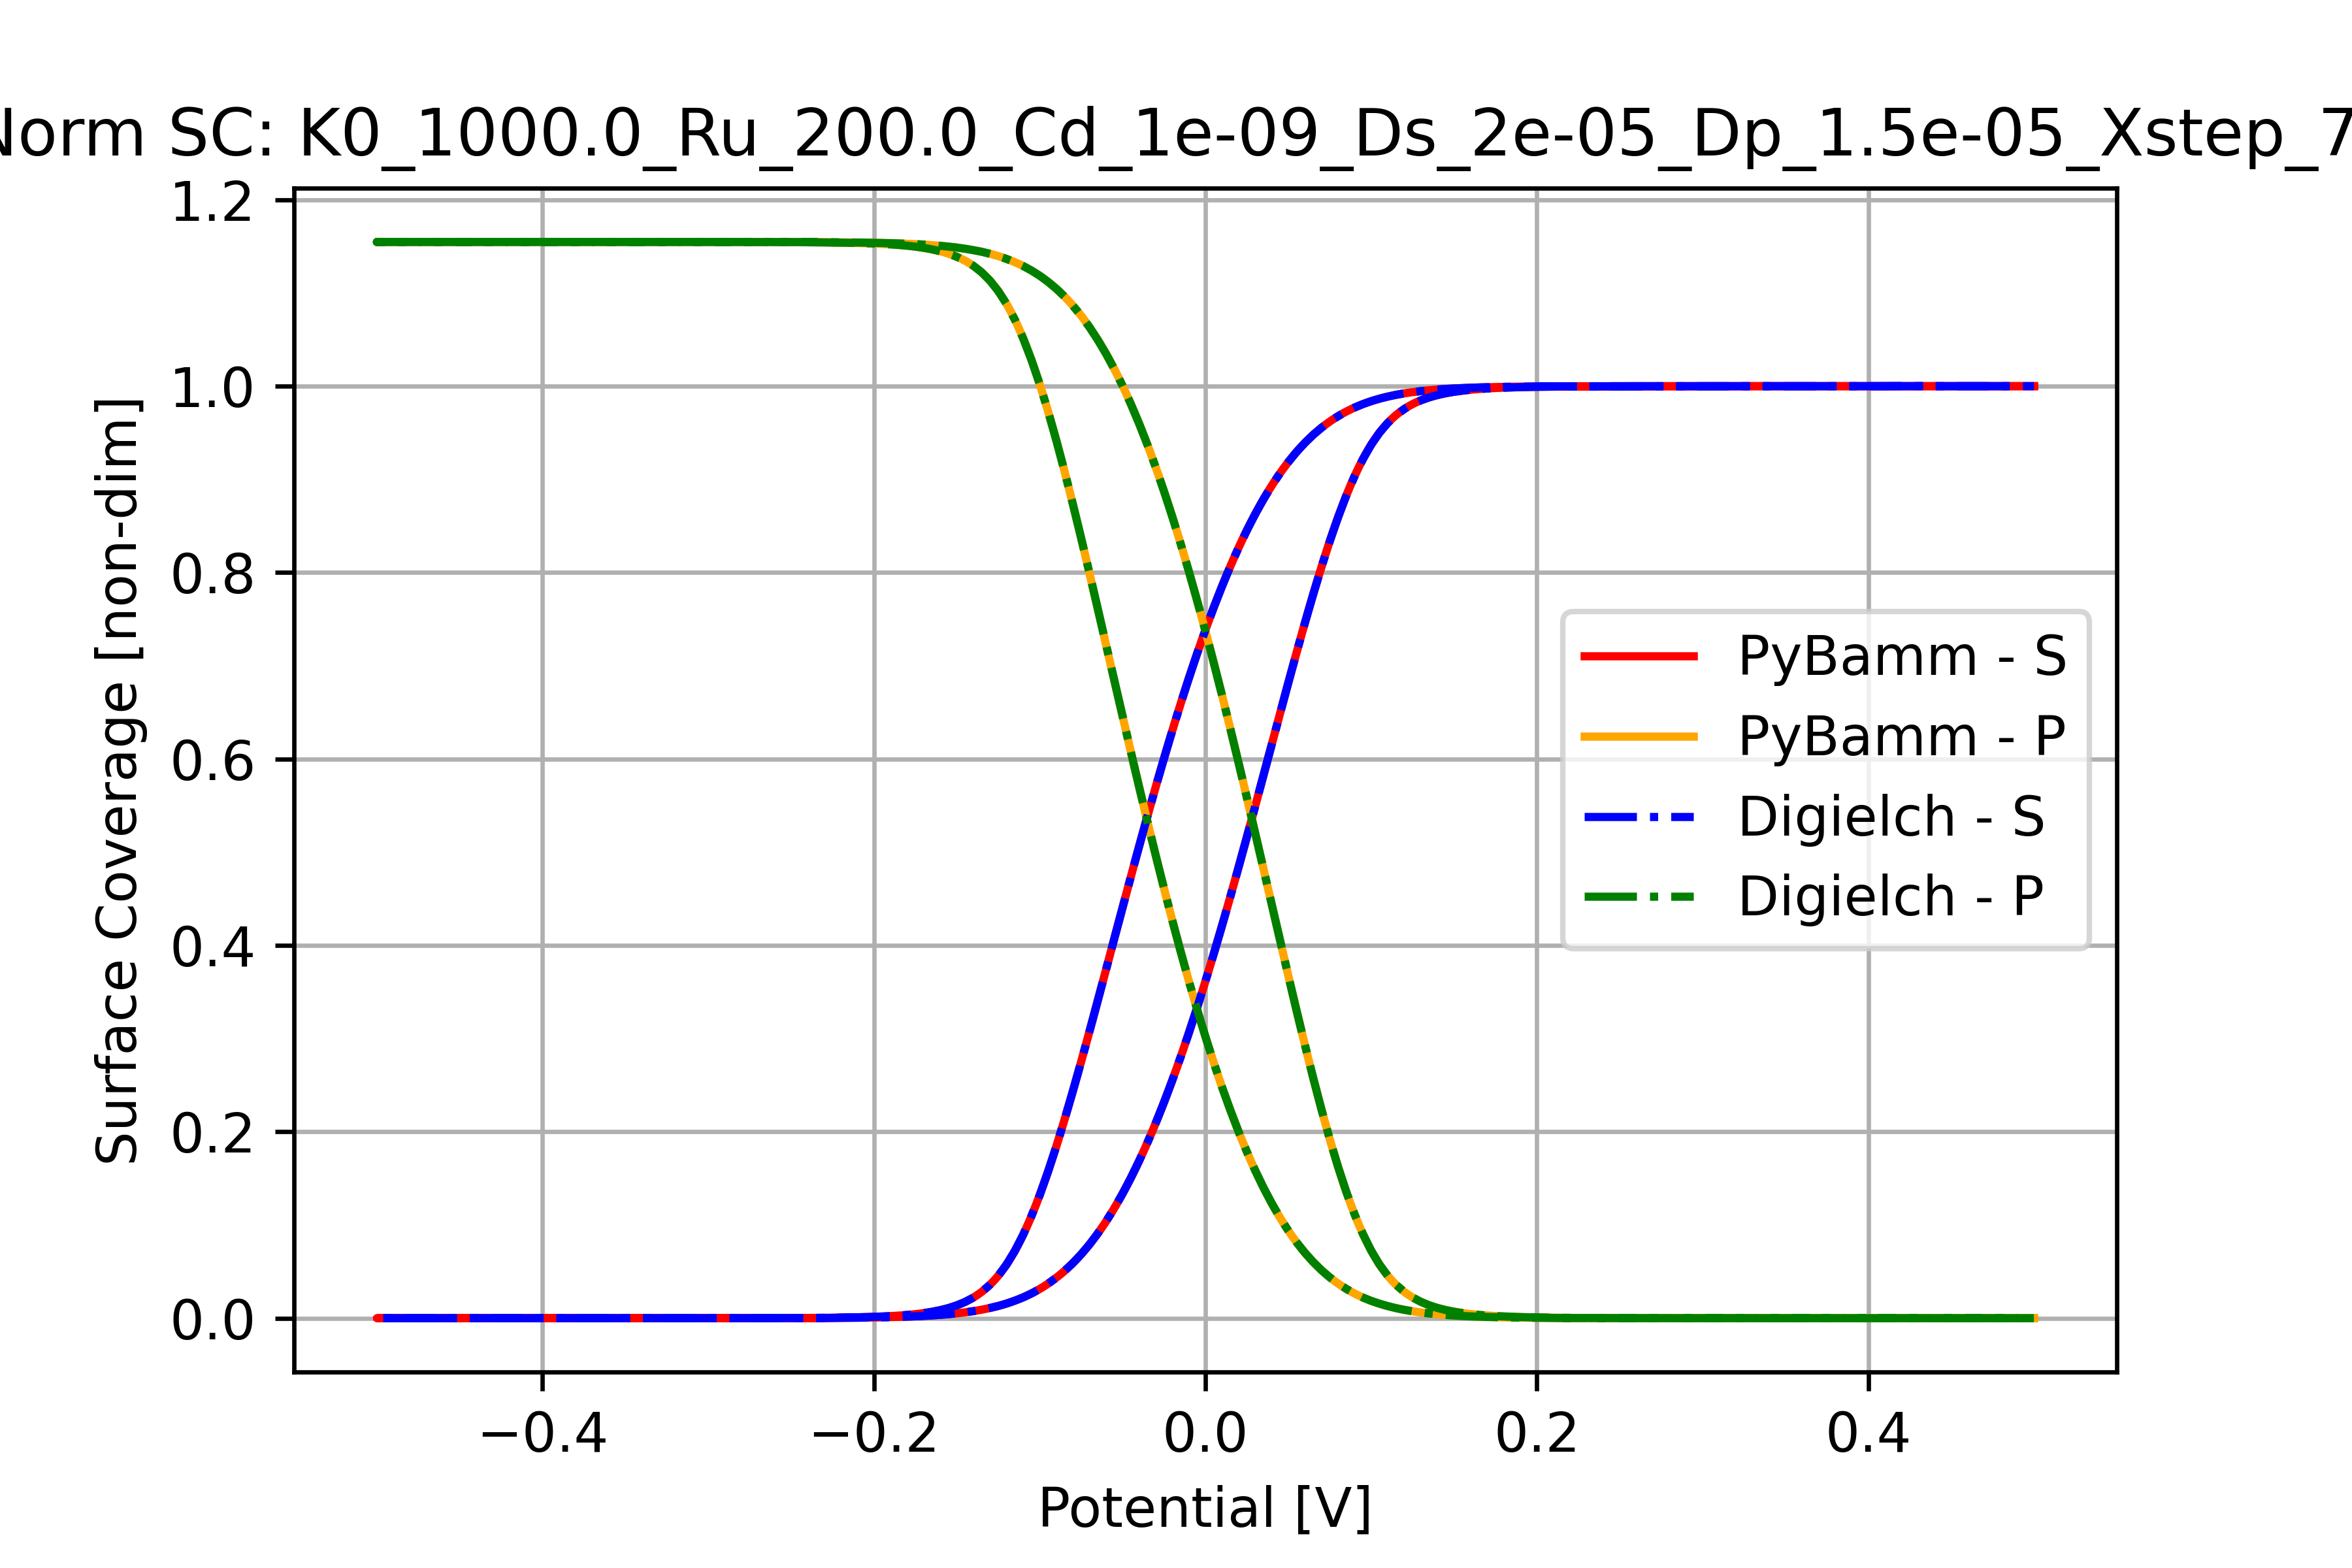 Norm SC: K0_1000.0_Ru_200.0_Cd_1e-09_Ds_2e-05_Dp_1.5e-05_Xstep_7
Surface Coverage [non-dim]
1.2
1.0
0.8
0.6
0.4
0.2
0.0
PyBamm - S
PyBamm - P
Digielch - S
Digielch - P
−0.4
−0.2
0.0
0.2
0.4
Potential [V]